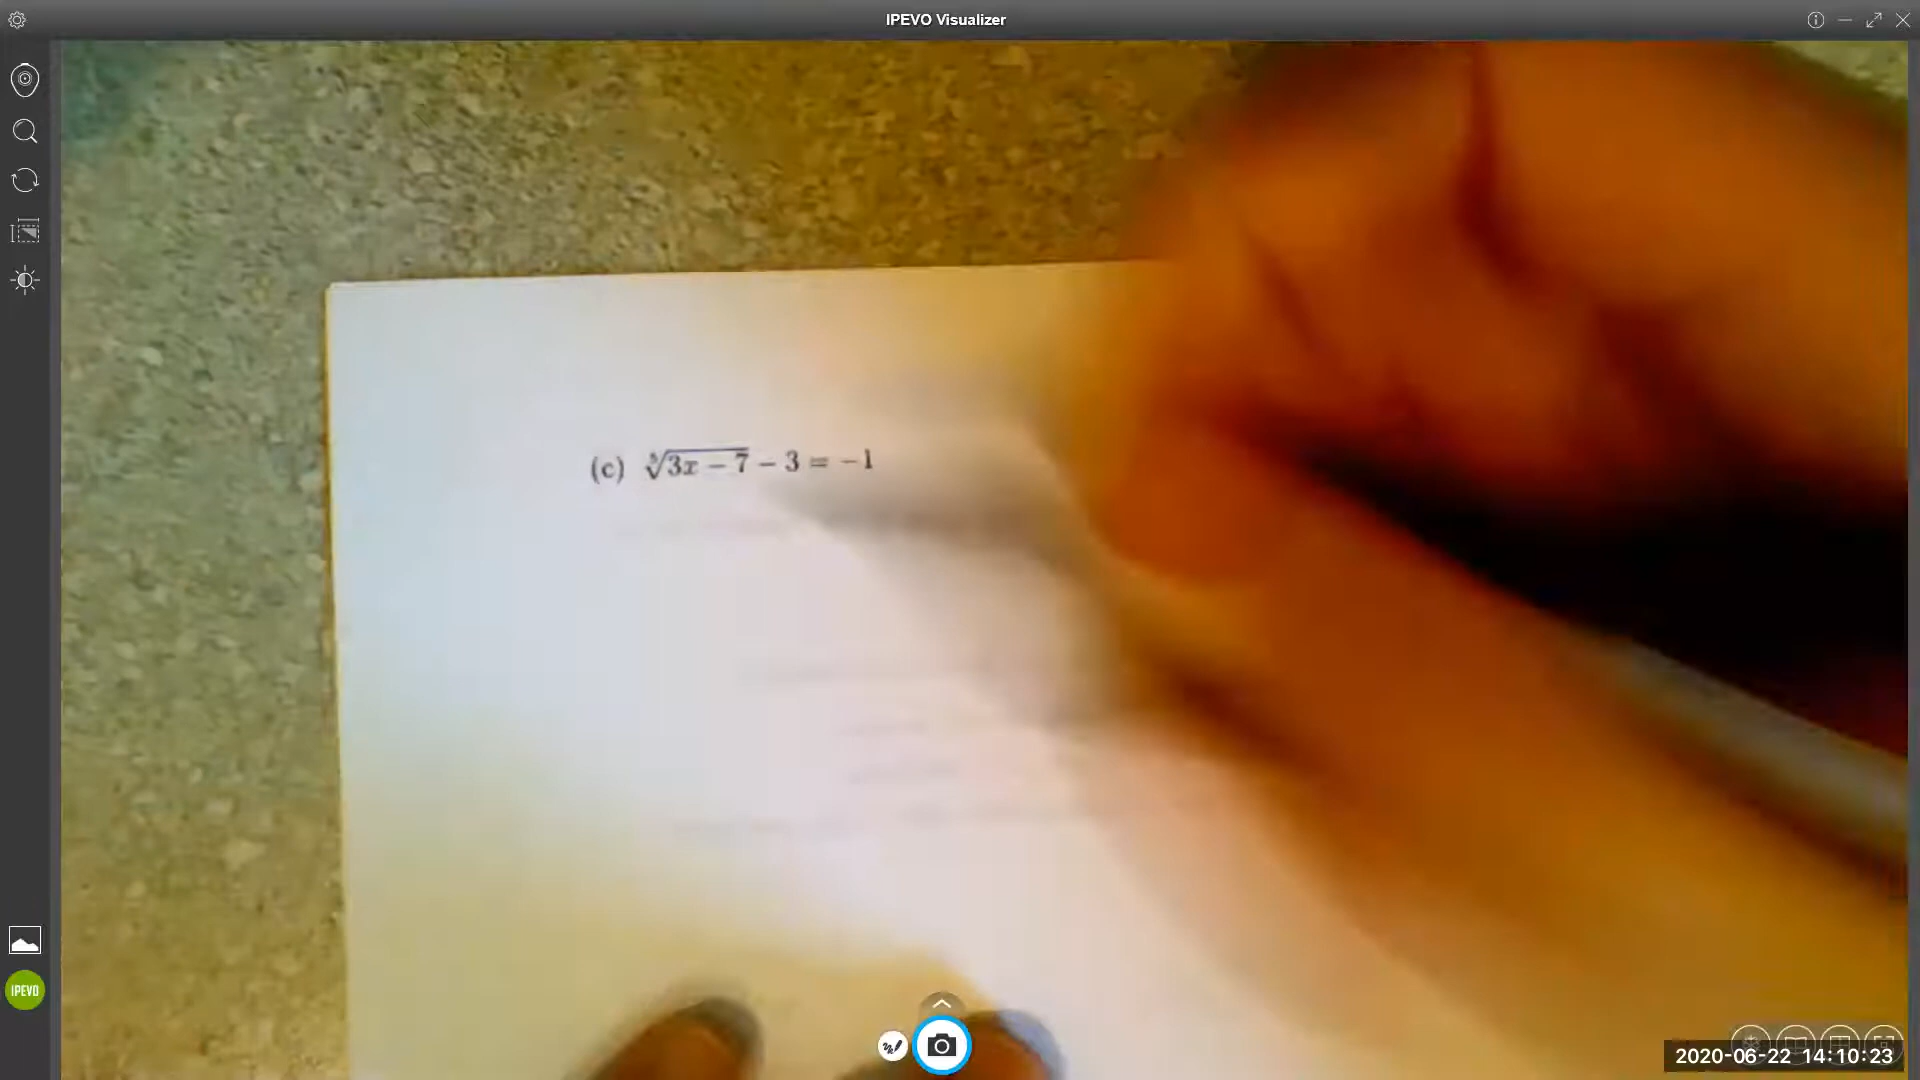 IPEVO Visualizer
(c) ∛(3x − 7) − 3 = −1
IPEVO
2020-06-22 14:10:23